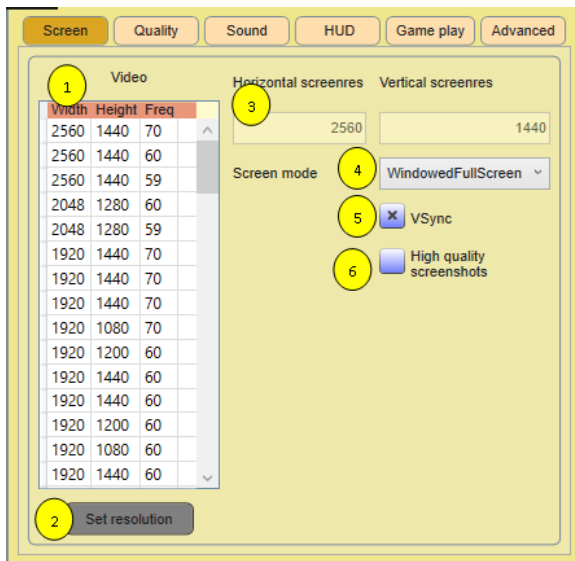 Screen Quality Sound HUD Game play Advanced
1 Video
Width Height Freq
2560 1440 70
2560 1440 60
2560 1440 59
2048 1280 60
2048 1280 59
1920 1440 70
1920 1440 70
1920 1440 70
1920 1080 70
1920 1200 60
1920 1440 60
1920 1440 60
1920 1200 60
1920 1080 60
1920 1440 60
2 Set resolution
Horizontal screenres Vertical screenres
3
2560 1440
Screen mode 4 WindowedFullScreen
5 VSync
6 High quality
screenshots